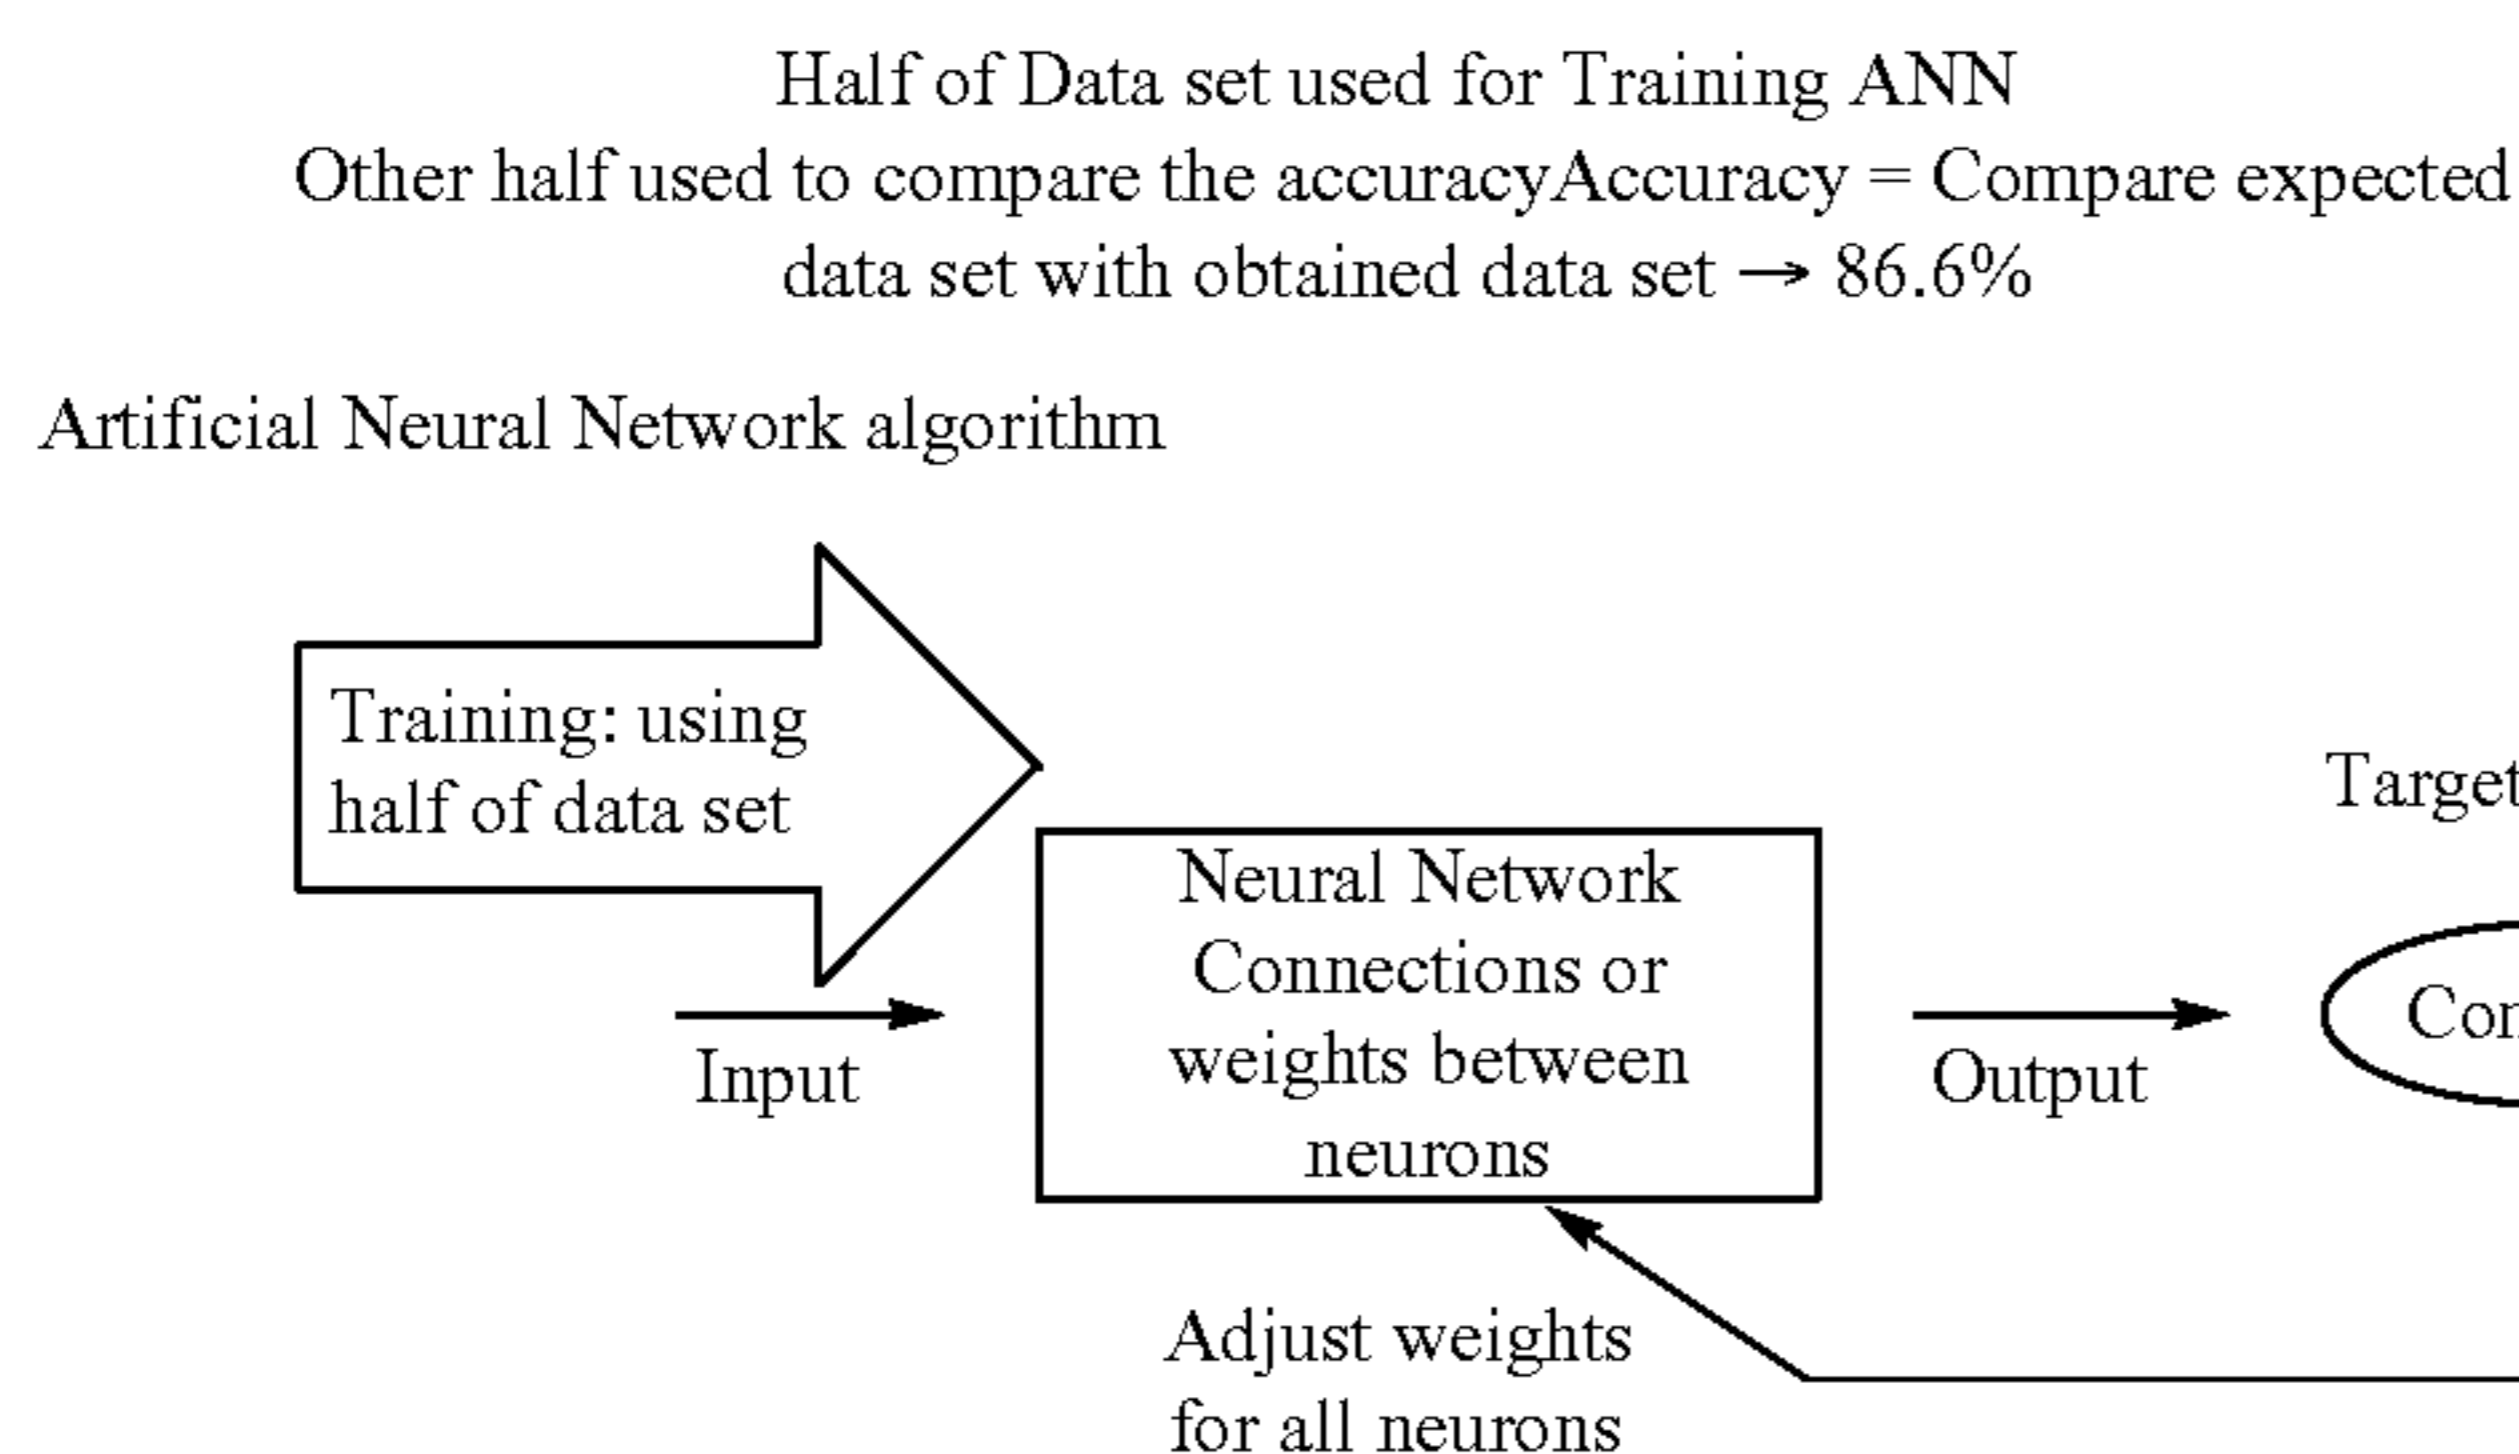 Half of Data set used for Training ANN
Other half used to compare the accuracyAccuracy = Compare expected
data set with obtained data set → 86.6%
Artificial Neural Network algorithm
Training: using
half of data set
Target
Neural Network
Connections or
weights between
neurons
Input
Output
Adjust weights
for all neurons